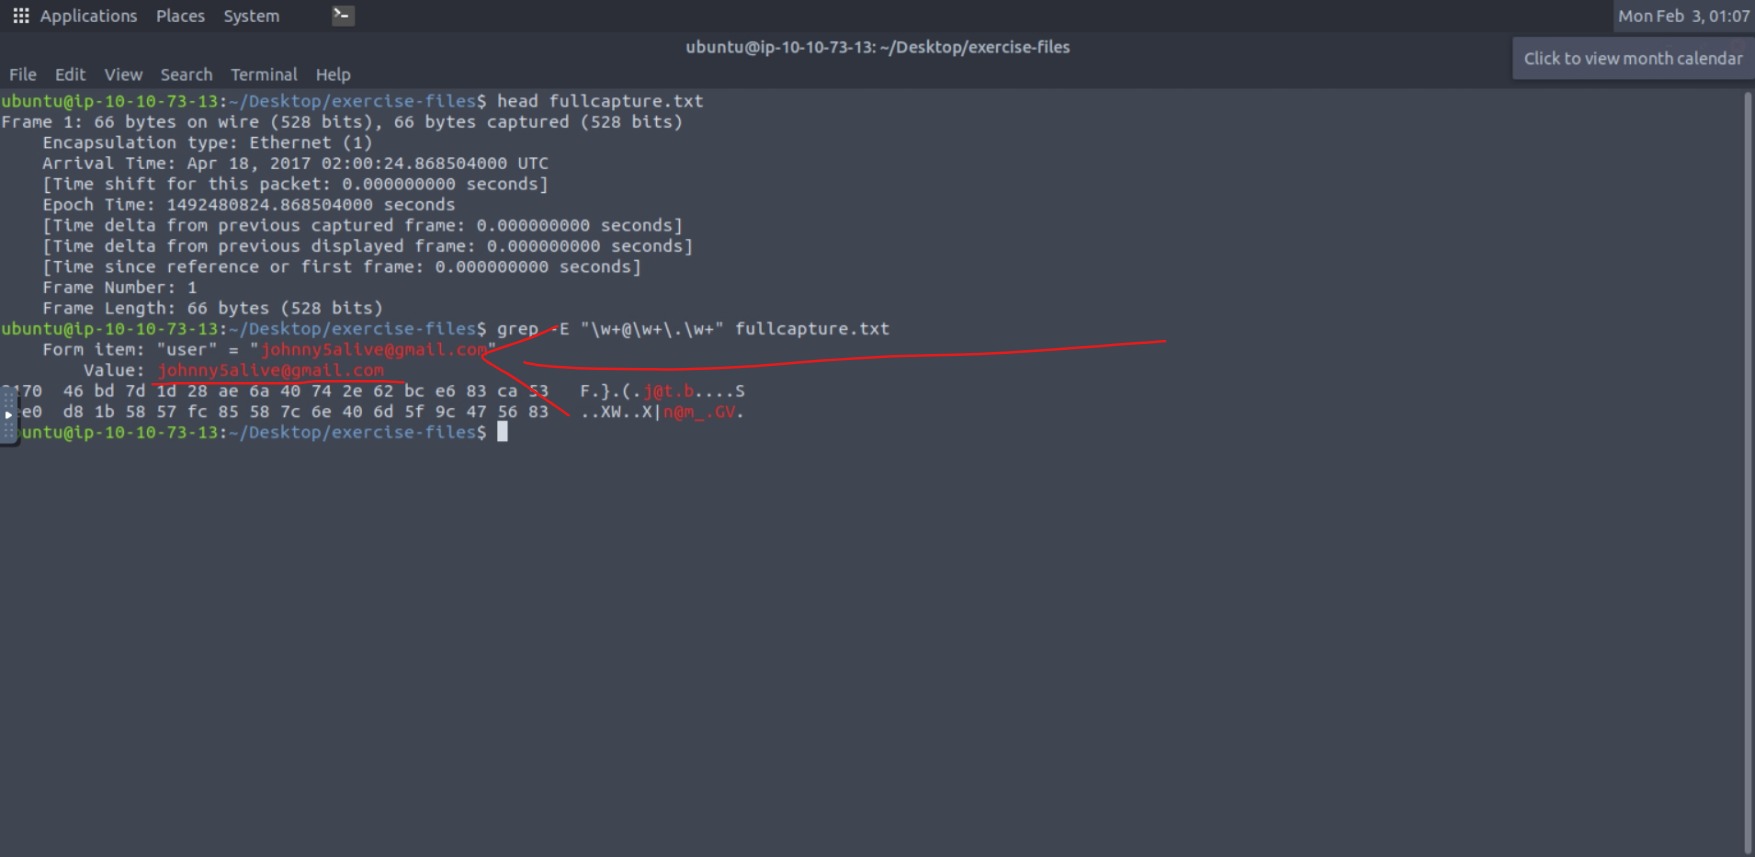 Applications Places System
Mon Feb 3, 01:07
ubuntu@ip-10-10-73-13: ~/Desktop/exercise-files
Click to view month calendar
File Edit View Search Terminal Help
ubuntu@ip-10-10-73-13:~/Desktop/exercise-files$ head fullcapture.txt
Frame 1: 66 bytes on wire (528 bits), 66 bytes captured (528 bits)
    Encapsulation type: Ethernet (1)
    Arrival Time: Apr 18, 2017 02:00:24.868504000 UTC
    [Time shift for this packet: 0.000000000 seconds]
    Epoch Time: 1492480824.868504000 seconds
    [Time delta from previous captured frame: 0.000000000 seconds]
    [Time delta from previous displayed frame: 0.000000000 seconds]
    [Time since reference or first frame: 0.000000000 seconds]
    Frame Number: 1
    Frame Length: 66 bytes (528 bits)
ubuntu@ip-10-10-73-13:~/Desktop/exercise-files$ grep -E "\w+@\w+\.\w+" fullcapture.txt
    Form item: "user" = "johnny5alive@gmail.com"
        Value: johnny5alive@gmail.com
170  46 bd 7d 1d 28 ae 6a 40 74 2e 62 bc e6 83 ca 53   F.}.(.j@t.b....S
e0  d8 1b 58 57 fc 85 58 7c 6e 40 6d 5f 9c 47 56 83   ..XW..X|n@m_.GV.
untu@ip-10-10-73-13:~/Desktop/exercise-files$